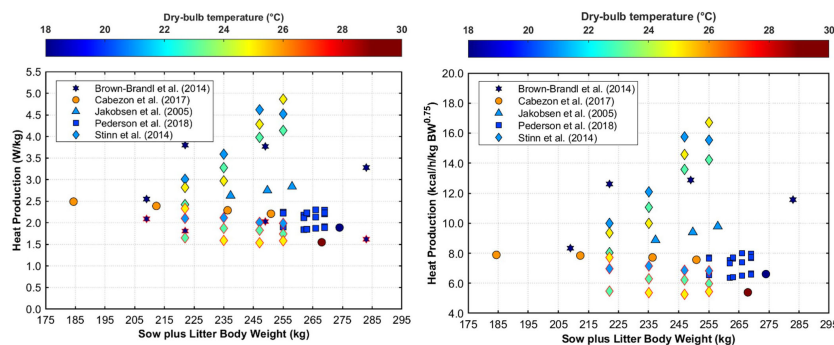 Dry-bulb temperature (°C)
18 20 22 24 26 28 30
5.5
5.0
4.5
4.0
3.5
3.0
2.5
2.0
1.5
1.0
0.5
0.0
Heat Production (W/kg)
Brown-Brandl et al. (2014)
Cabezon et al. (2017)
Jakobsen et al. (2005)
Pederson et al. (2018)
Stinn et al. (2014)
175 185 195 205 215 225 235 245 255 265 275 285 295
Sow plus Litter Body Weight (kg)
Dry-bulb temperature (°C)
18 20 22 24 26 28 30
20.0
18.0
16.0
14.0
12.0
10.0
8.0
6.0
4.0
Heat Production (kcal/h/kg BW^0.75)
Brown-Brandl et al. (2014)
Cabezon et al. (2017)
Jakobsen et al. (2005)
Pederson et al. (2018)
Stinn et al. (2014)
175 185 195 205 215 225 235 245 255 265 275 285 295
Sow plus Litter Body Weight (kg)